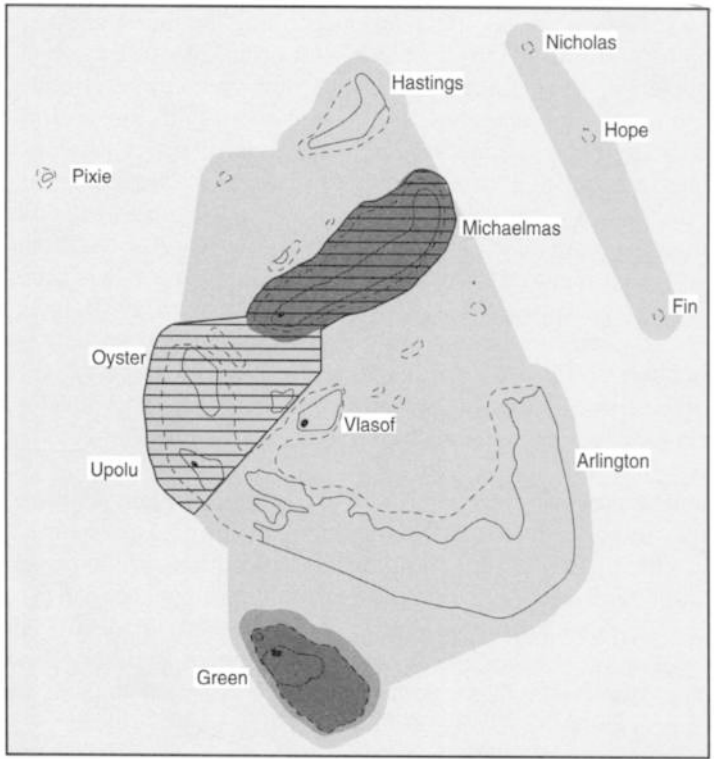 Nicholas
Hastings
Hope
Pixie
Michaelmas
Fin
Oyster
Vlasof
Upolu
Arlington
Green